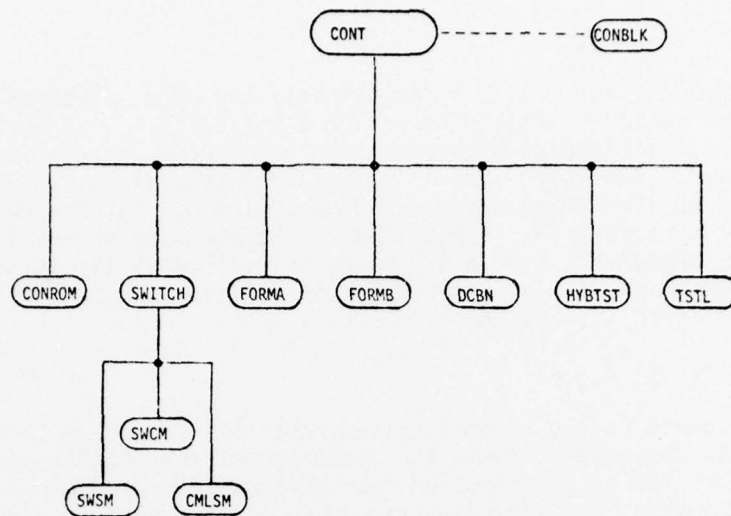 CONT
CONBLK
CONROM
SWITCH
FORMA
FORMB
DCBN
HYBTST
TSTL
SWCM
SWSM
CMLSM